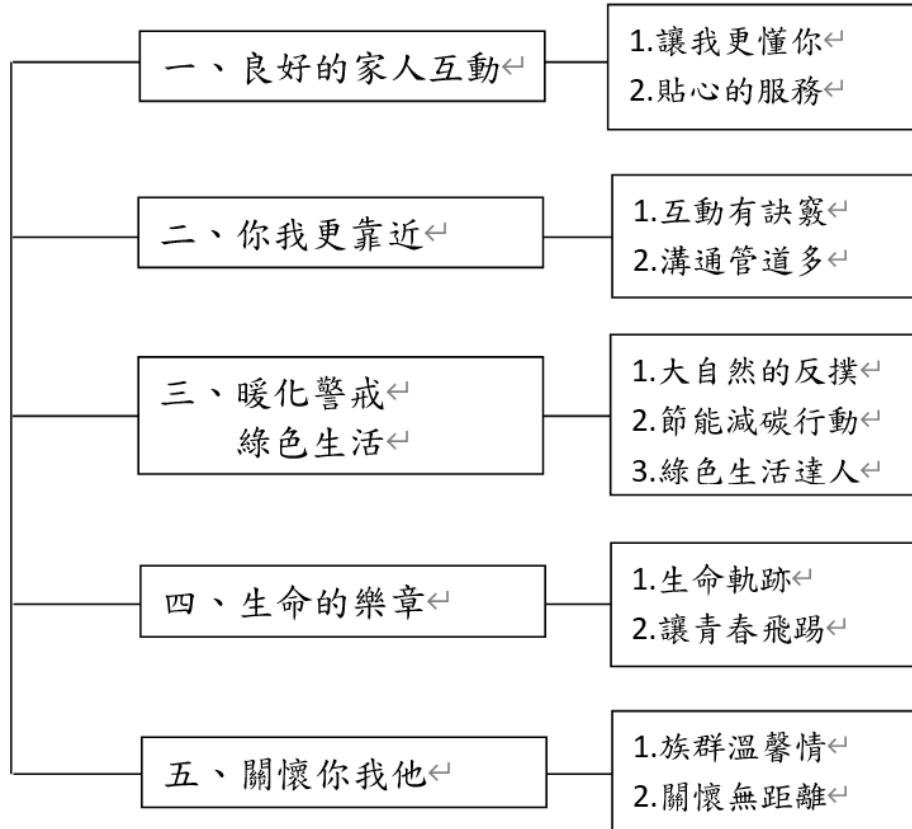 一、良好的家人互動
1.讓我更懂你
2.貼心的服務
二、你我更靠近
1.互動有訣竅
2.溝通管道多
三、暖化警戒
綠色生活
1.大自然的反撲
2.節能減碳行動
3.綠色生活達人
四、生命的樂章
1.生命軌跡
2.讓青春飛踢
五、關懷你我他
1.族群溫馨情
2.關懷無距離